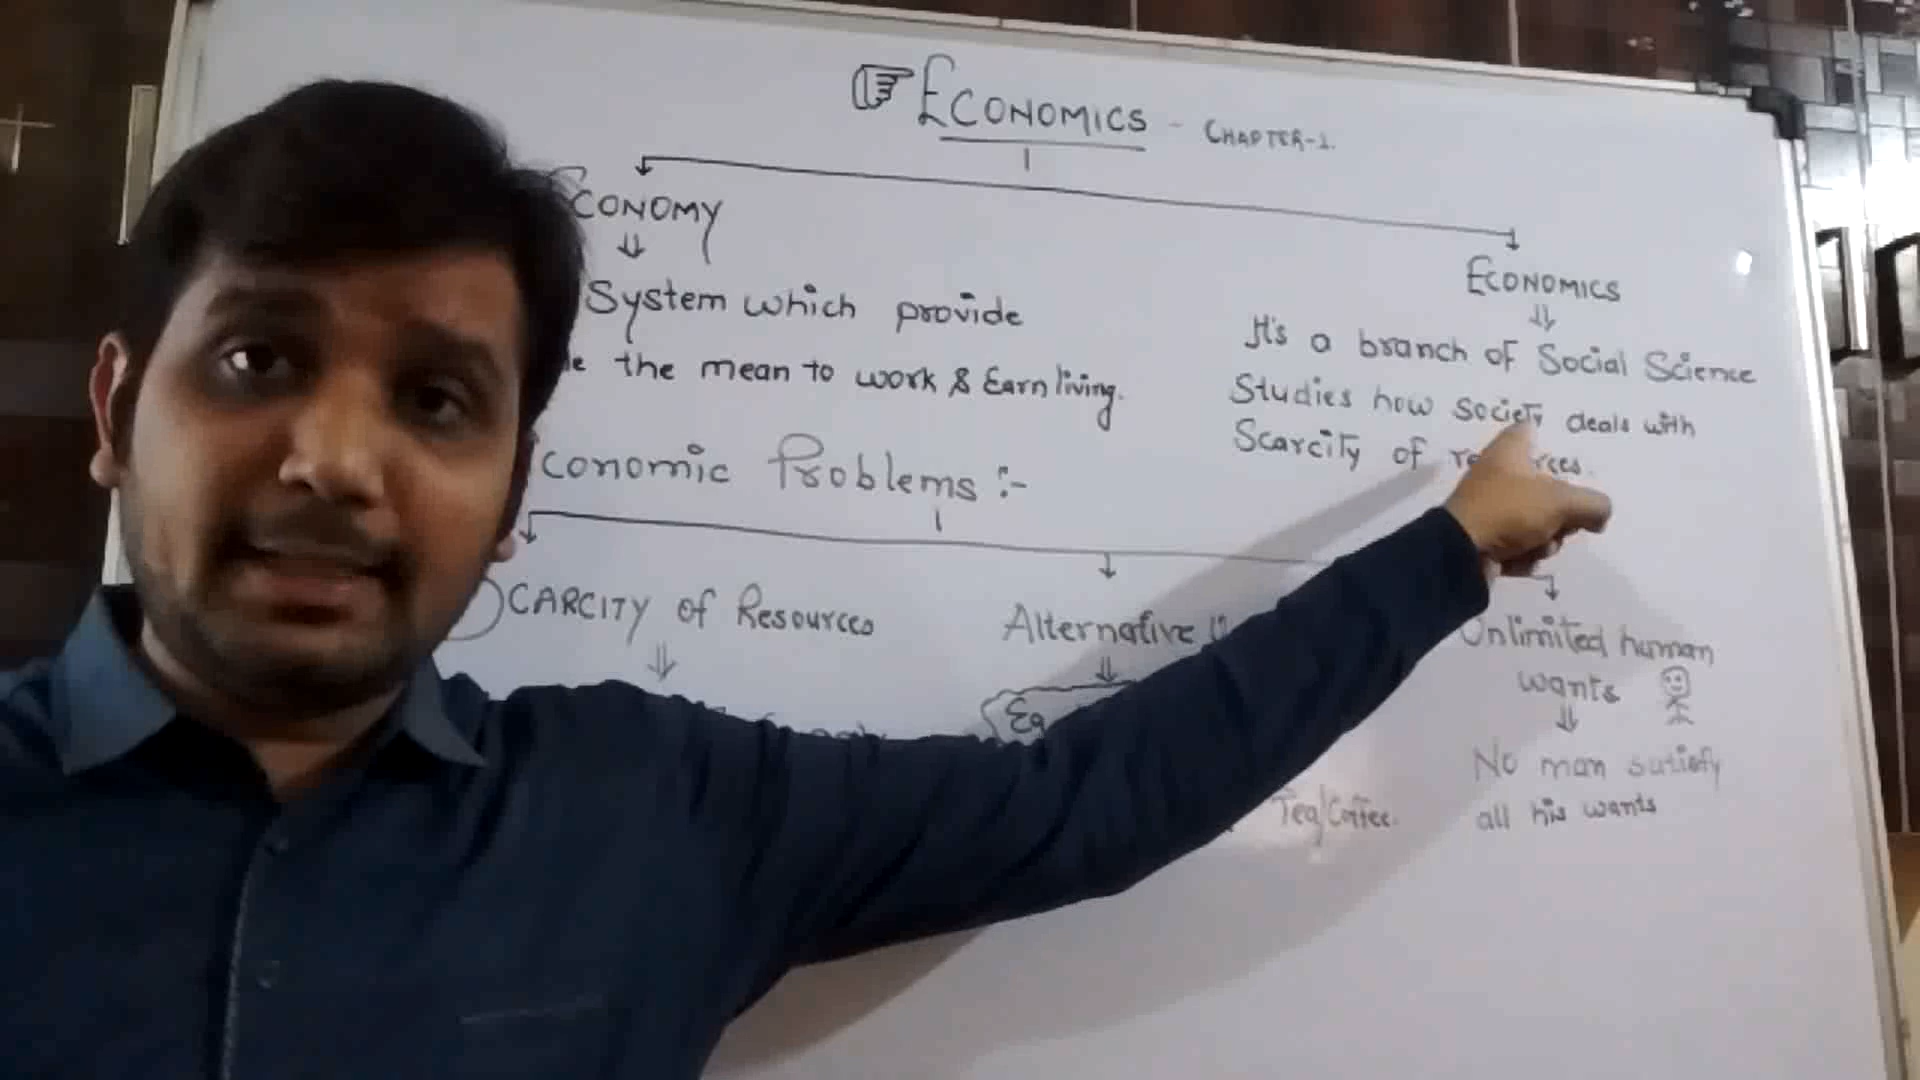 ECONOMICS - CHAPTER-1.
CONOMY
System which provide
the mean to work & Earn living.
ECONOMICS
It's a branch of Social Science
Studies how society deals with
Scarcity of
conomic Problems :-
CARCITY of Resources
Alternative
Unlimited human
wants
Eg
No man satisfy
all his wants
Tea/Coffee.